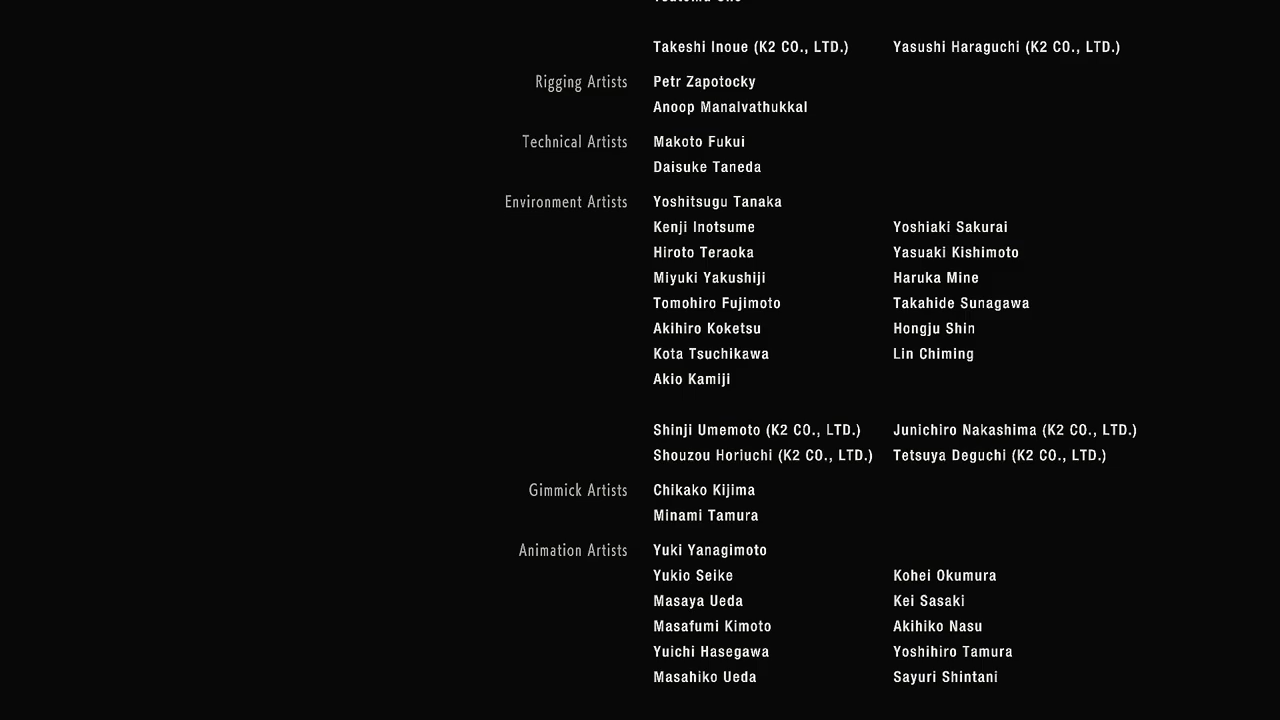 Takeshi Inoue (K2 CO., LTD.) Yasushi Haraguchi (K2 CO., LTD.)
Rigging Artists Petr Zapotocky
Anoop Manalvathukkal
Technical Artists Makoto Fukui
Daisuke Taneda
Environment Artists Yoshitsugu Tanaka
Kenji Inotsume Yoshiaki Sakurai
Hiroto Teraoka Yasuaki Kishimoto
Miyuki Yakushiji Haruka Mine
Tomohiro Fujimoto Takahide Sunagawa
Akihiro Koketsu Hongju Shin
Kota Tsuchikawa Lin Chiming
Akio Kamiji
Shinji Umemoto (K2 CO., LTD.) Junichiro Nakashima (K2 CO., LTD.)
Shouzou Horiuchi (K2 CO., LTD.) Tetsuya Deguchi (K2 CO., LTD.)
Gimmick Artists Chikako Kijima
Minami Tamura
Animation Artists Yuki Yanagimoto
Yukio Seike Kohei Okumura
Masaya Ueda Kei Sasaki
Masafumi Kimoto Akihiko Nasu
Yuichi Hasegawa Yoshihiro Tamura
Masahiko Ueda Sayuri Shintani